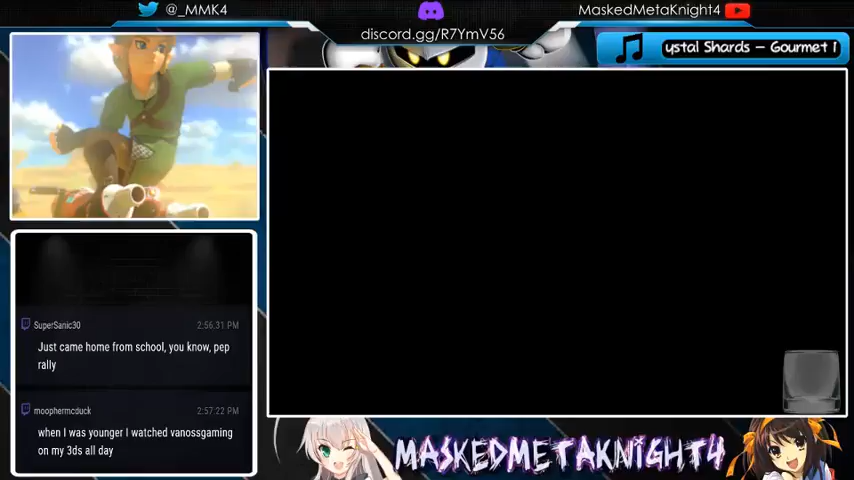 @_MMK4
discord.gg/R7YmV56
MaskedMetaKnight4
ystal Shards – Gourmet
SuperSanic30
2:56:31 PM
Just came home from school, you know, pep
rally
moophermcduck
2:57:22 PM
when I was younger I watched vanossgaming
on my 3ds all day
MASKEDMETAKNIGHT4